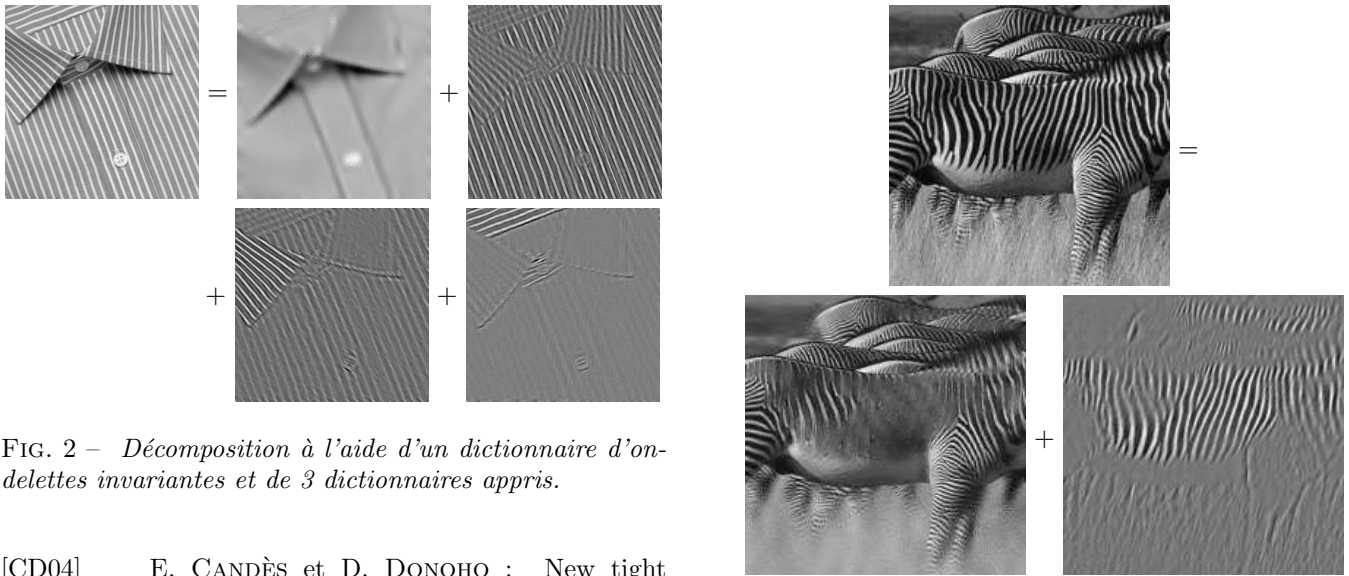 = +
+ +
FIG. 2 – Décomposition à l'aide d'un dictionnaire d'on-
delettes invariantes et de 3 dictionnaires appris.
[CD04] E. CANDÈS et D. DONOHO : New tight
=
+